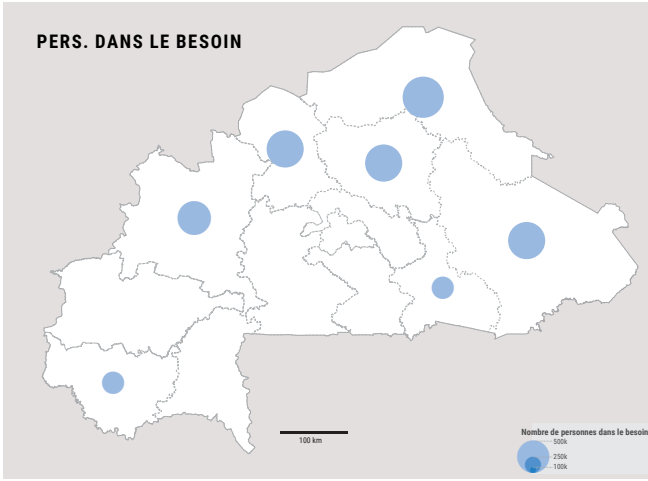 PERS. DANS LE BESOIN
100 km
Nombre de personnes dans le besoin
500k
250k
100k